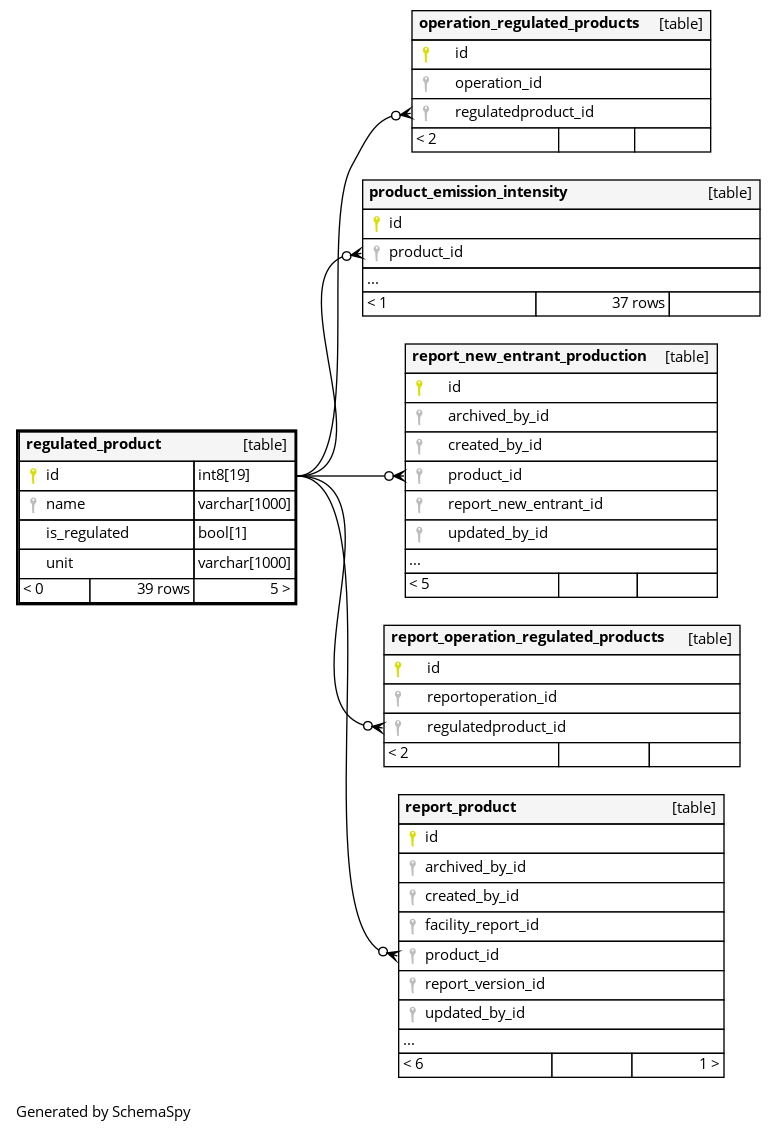 operation_regulated_products [table]
id
operation_id
regulatedproduct_id
< 2
product_emission_intensity [table]
id
product_id
...
< 1 37 rows
report_new_entrant_production [table]
id
archived_by_id
created_by_id
product_id
report_new_entrant_id
updated_by_id
...
< 5
regulated_product [table]
id int8[19]
name varchar[1000]
is_regulated bool[1]
unit varchar[1000]
< 0 39 rows 5 >
report_operation_regulated_products [table]
id
reportoperation_id
regulatedproduct_id
< 2
report_product [table]
id
archived_by_id
created_by_id
facility_report_id
product_id
report_version_id
updated_by_id
...
< 6 1 >
Generated by SchemaSpy